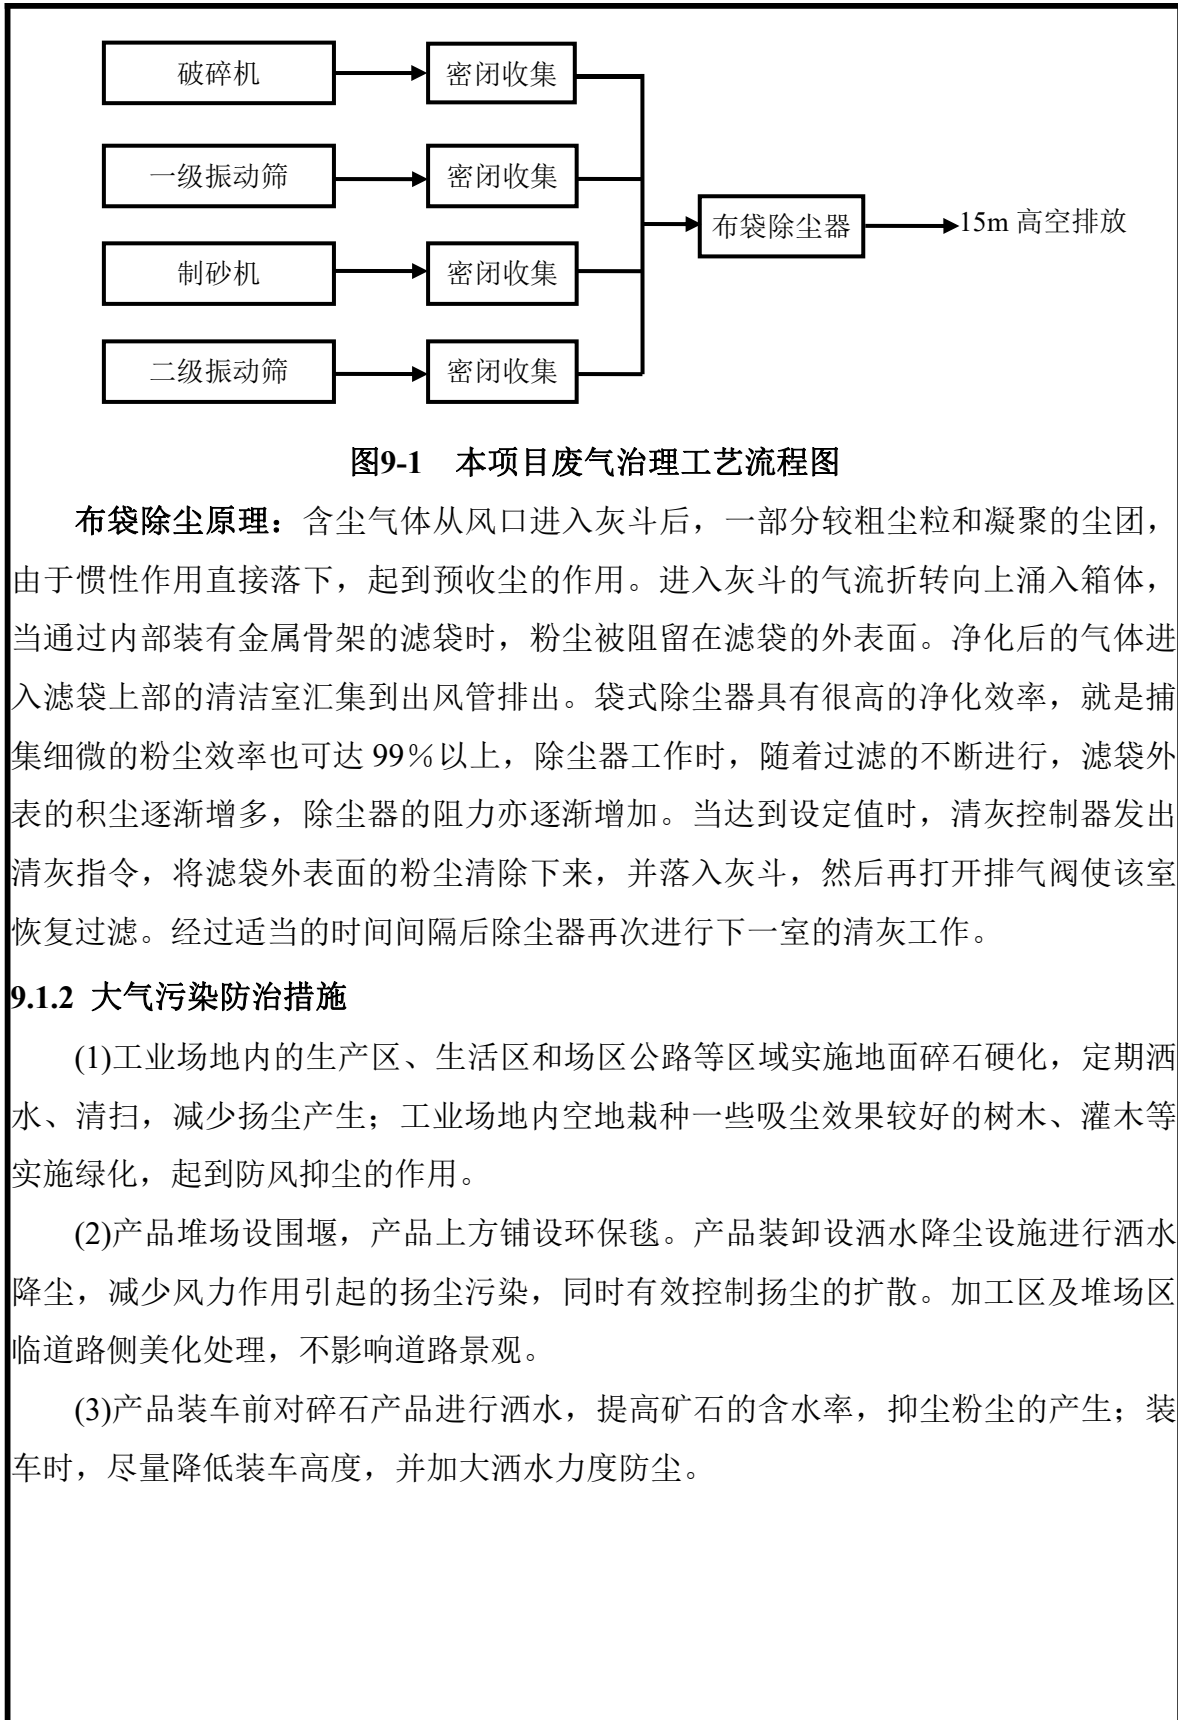 破碎机
密闭收集
一级振动筛
密闭收集
布袋除尘器
15m 高空排放
制砂机
密闭收集
二级振动筛
密闭收集
图9-1 本项目废气治理工艺流程图
布袋除尘原理：含尘气体从风口进入灰斗后，一部分较粗尘粒和凝聚的尘团，
由于惯性作用直接落下，起到预收尘的作用。进入灰斗的气流折转向上涌入箱体，
当通过内部装有金属骨架的滤袋时，粉尘被阻留在滤袋的外表面。净化后的气体进
入滤袋上部的清洁室汇集到出风管排出。袋式除尘器具有很高的净化效率，就是捕
集细微的粉尘效率也可达 99％以上，除尘器工作时，随着过滤的不断进行，滤袋外
表的积尘逐渐增多，除尘器的阻力亦逐渐增加。当达到设定值时，清灰控制器发出
清灰指令，将滤袋外表面的粉尘清除下来，并落入灰斗，然后再打开排气阀使该室
恢复过滤。经过适当的时间间隔后除尘器再次进行下一室的清灰工作。
9.1.2 大气污染防治措施
(1)工业场地内的生产区、生活区和场区公路等区域实施地面碎石硬化，定期洒
水、清扫，减少扬尘产生；工业场地内空地栽种一些吸尘效果较好的树木、灌木等
实施绿化，起到防风抑尘的作用。
(2)产品堆场设围堰，产品上方铺设环保毯。产品装卸设洒水降尘设施进行洒水
降尘，减少风力作用引起的扬尘污染，同时有效控制扬尘的扩散。加工区及堆场区
临道路侧美化处理，不影响道路景观。
(3)产品装车前对碎石产品进行洒水，提高矿石的含水率，抑尘粉尘的产生；装
车时，尽量降低装车高度，并加大洒水力度防尘。